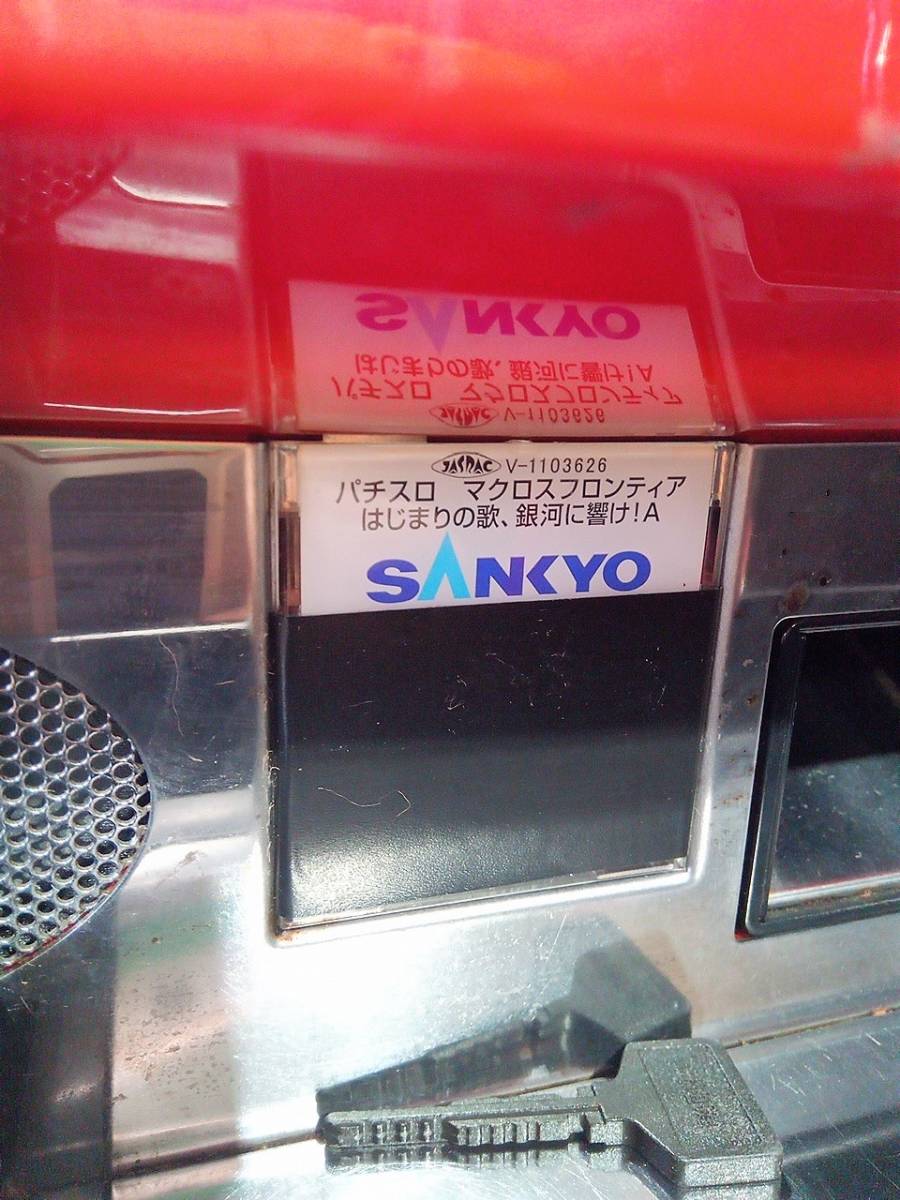 JASRAC V-1103626
パチスロ　マクロスフロンティア
はじまりの歌、銀河に響け!A
SANKYO